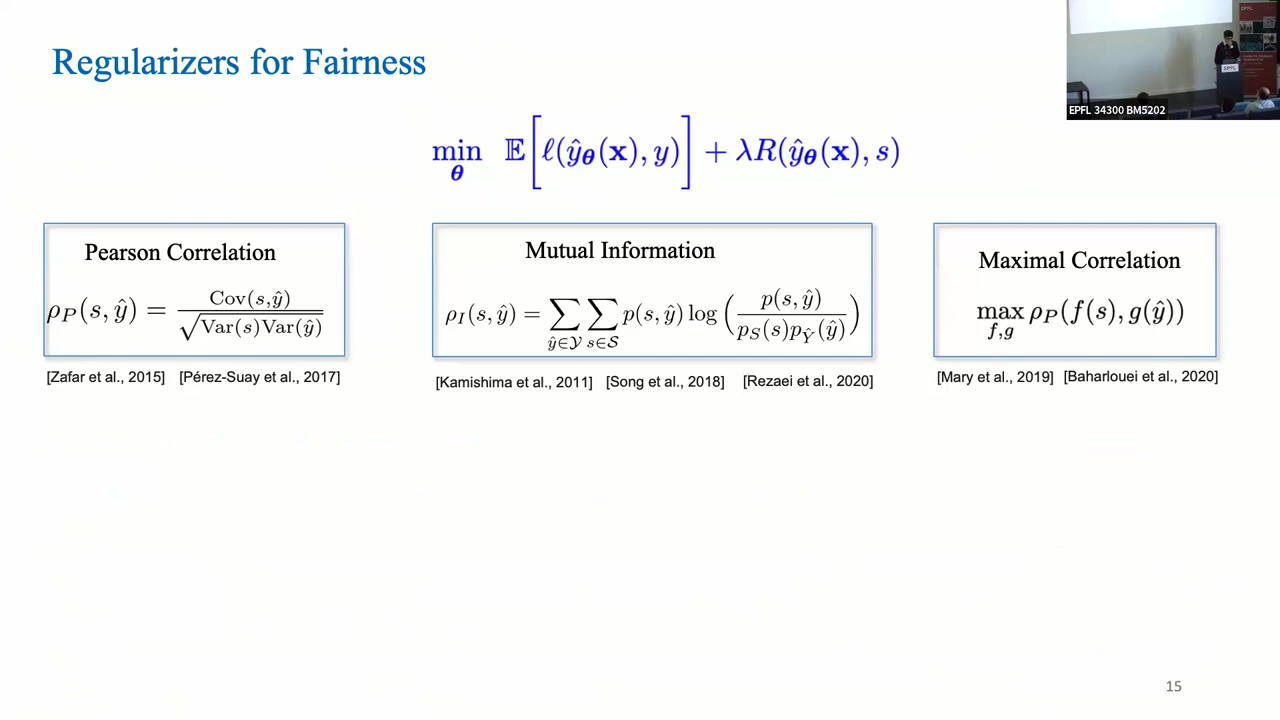 Regularizers for Fairness
EPFL
EPFL 34300 BM5202
min_θ 𝔼[ℓ(ŷ_θ(x), y)] + λR(ŷ_θ(x), s)
Pearson Correlation
ρ_P(s, ŷ) = Cov(s,ŷ) / √(Var(s)Var(ŷ))
[Zafar et al., 2015] [Pérez-Suay et al., 2017]
Mutual Information
ρ_I(s, ŷ) = ∑_{ŷ∈𝒴} ∑_{s∈𝒮} p(s, ŷ) log ( p(s, ŷ) / p_S(s)p_Ŷ(ŷ) )
[Kamishima et al., 2011] [Song et al., 2018] [Rezaei et al., 2020]
Maximal Correlation
max_{f,g} ρ_P(f(s), g(ŷ))
[Mary et al., 2019] [Baharlouei et al., 2020]
15